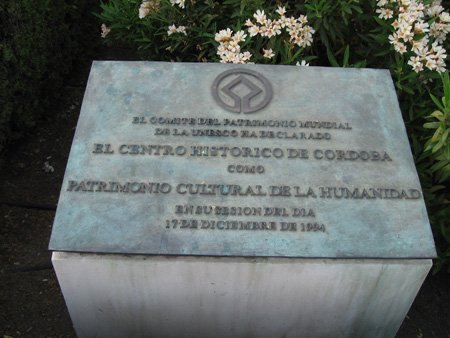 EL COMITE DEL PATRIMONIO MUNDIAL
DE LA UNESCO HA DECLARADO
EL CENTRO HISTORICO DE CORDOBA
COMO
PATRIMONIO CULTURAL DE LA HUMANIDAD
EN SU SESION DEL DIA
17 DE DICIEMBRE DE 1994